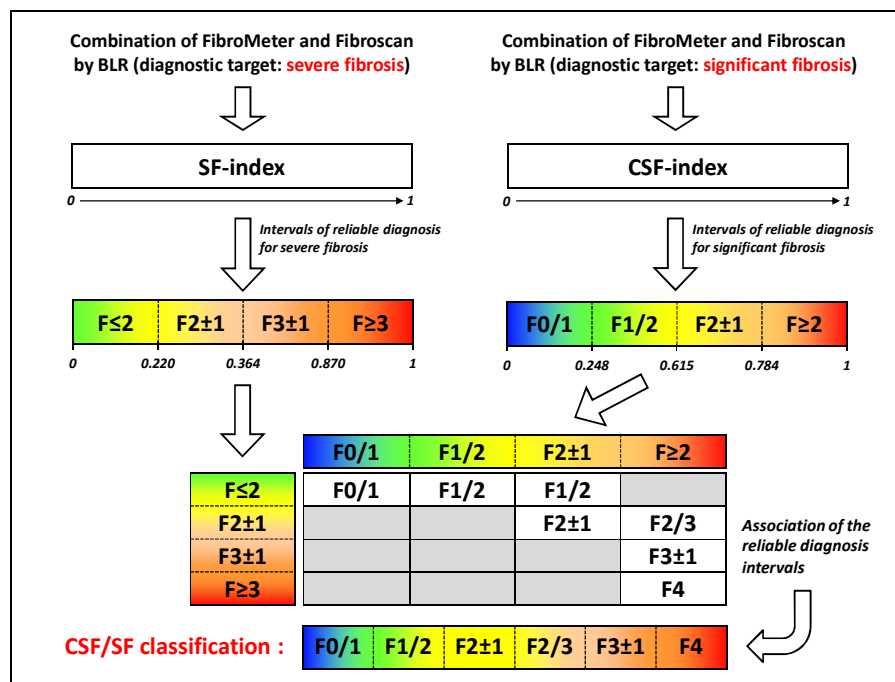 Combination of FibroMeter and Fibroscan
by BLR (diagnostic target: severe fibrosis)
Combination of FibroMeter and Fibroscan
by BLR (diagnostic target: significant fibrosis)
SF-index
CSF-index
0 1
0 1
Intervals of reliable diagnosis
for severe fibrosis
Intervals of reliable diagnosis
for significant fibrosis
F≤2 F2±1 F3±1 F≥3
0 0.220 0.364 0.870 1
F0/1 F1/2 F2±1 F≥2
0 0.248 0.615 0.784 1
F0/1 F1/2 F2±1 F≥2
F≤2 F0/1 F1/2 F1/2
F2±1 F2±1 F2/3
F3±1 F3±1
F≥3 F4
Association of the
reliable diagnosis
intervals
CSF/SF classification : F0/1 F1/2 F2±1 F2/3 F3±1 F4